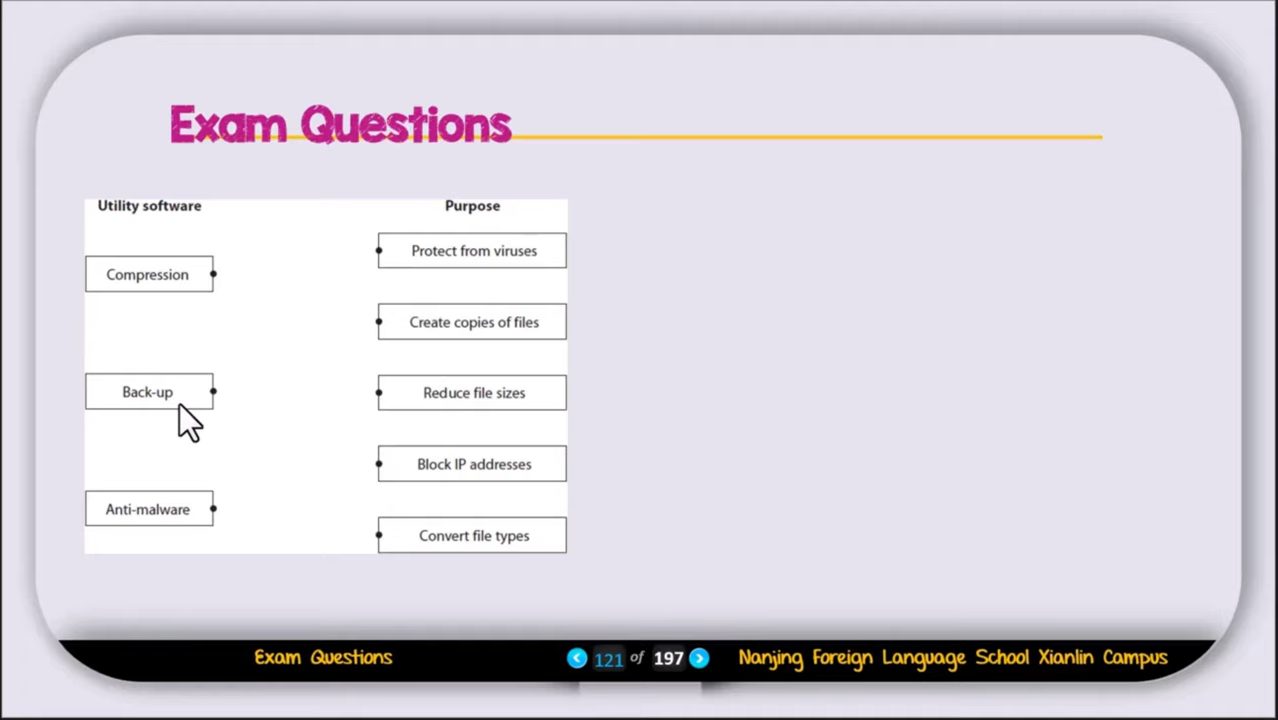 Exam Questions
Utility software
Purpose
Protect from viruses
Compression
Create copies of files
Back-up
Reduce file sizes
Block IP addresses
Anti-malware
Convert file types
Exam Questions
121 of 197
Nanjing Foreign Language School Xianlin Campus